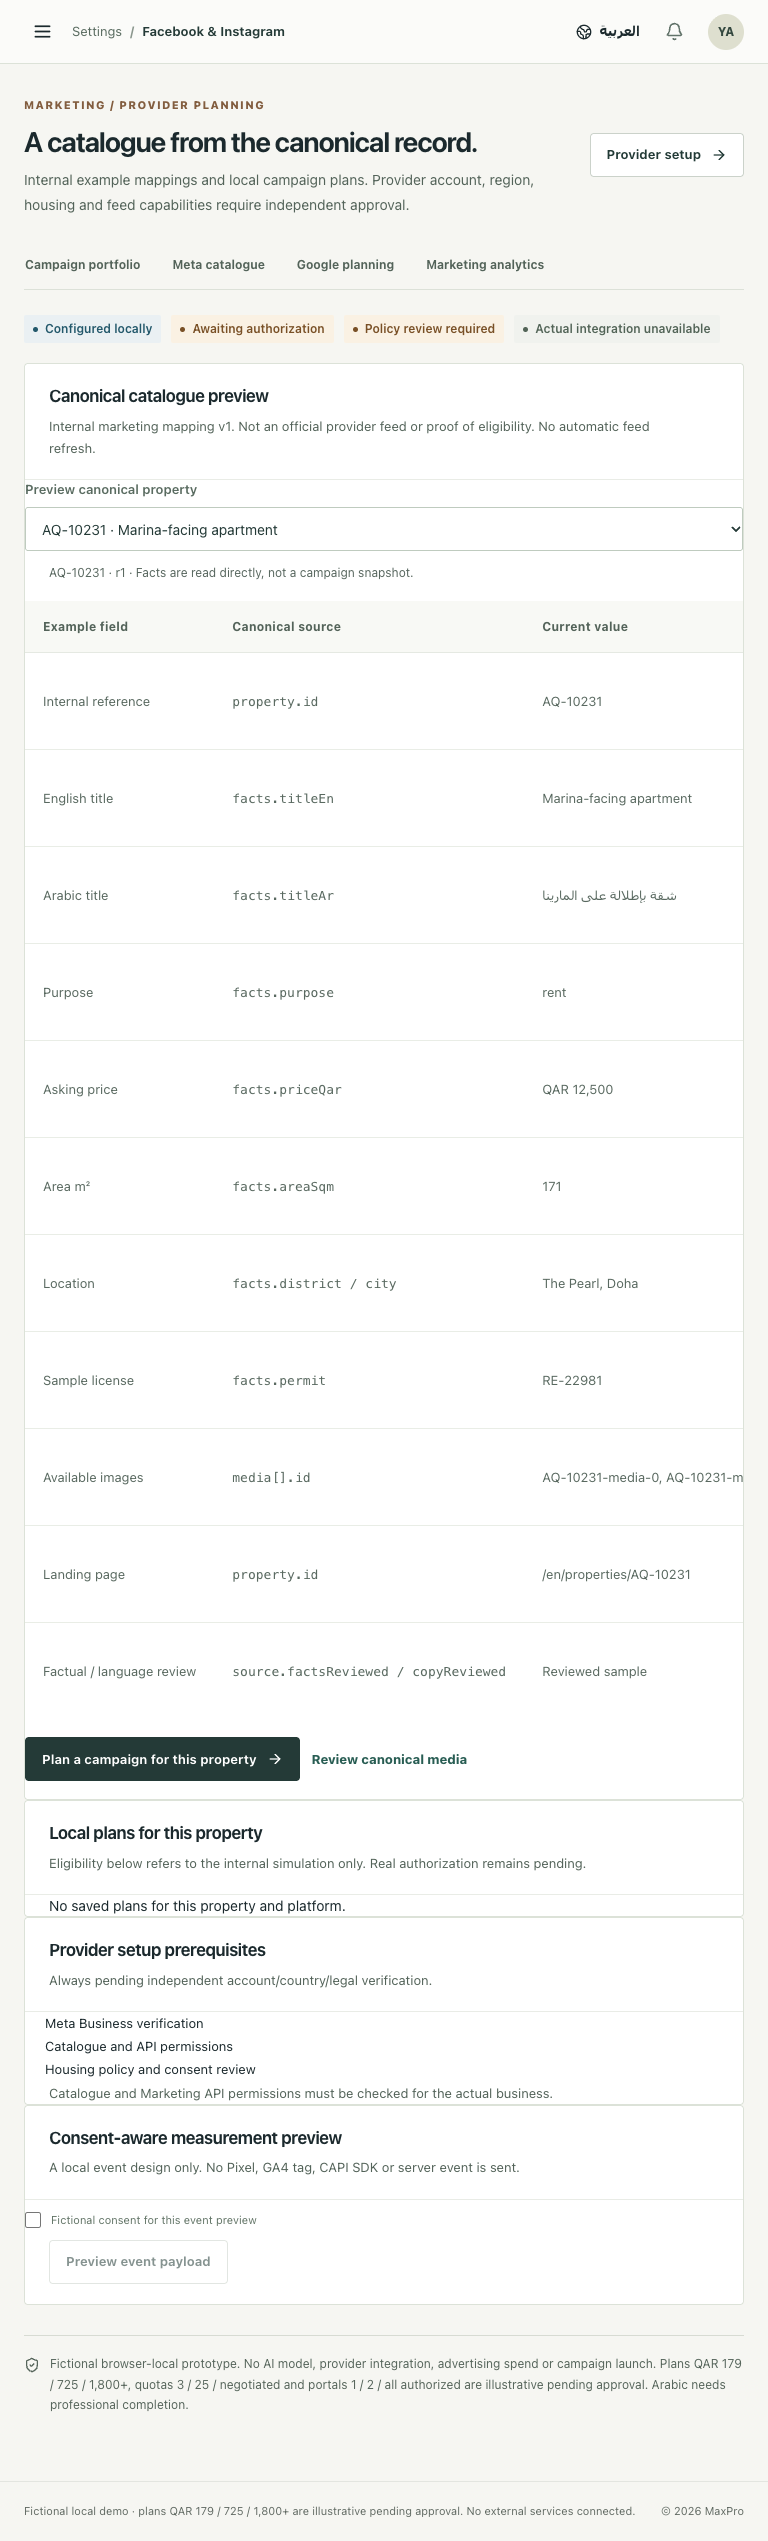 Settings / Facebook & Instagram
العربية
YA
MARKETING / PROVIDER PLANNING
A catalogue from the canonical record.
Internal example mappings and local campaign plans. Provider account, region,
housing and feed capabilities require independent approval.
Provider setup
Campaign portfolio
Meta catalogue
Google planning
Marketing analytics
Configured locally
Awaiting authorization
Policy review required
Actual integration unavailable
Canonical catalogue preview
Internal marketing mapping v1. Not an official provider feed or proof of eligibility. No automatic feed
refresh.
Preview canonical property
AQ-10231 · Marina-facing apartment
AQ-10231 · r1 · Facts are read directly, not a campaign snapshot.
Example field Canonical source Current value
Internal reference property.id AQ-10231
English title facts.titleEn Marina-facing apartment
Arabic title facts.titleAr شقة بإطلالة على المارينا
Purpose facts.purpose rent
Asking price facts.priceQar QAR 12,500
Area m² facts.areaSqm 171
Location facts.district / city The Pearl, Doha
Sample license facts.permit RE-22981
Available images media[].id AQ-10231-media-0, AQ-10231-m
Landing page property.id /en/properties/AQ-10231
Factual / language review source.factsReviewed / copyReviewed Reviewed sample
Plan a campaign for this property
Review canonical media
Local plans for this property
Eligibility below refers to the internal simulation only. Real authorization remains pending.
No saved plans for this property and platform.
Provider setup prerequisites
Always pending independent account/country/legal verification.
Meta Business verification
Catalogue and API permissions
Housing policy and consent review
Catalogue and Marketing API permissions must be checked for the actual business.
Consent-aware measurement preview
A local event design only. No Pixel, GA4 tag, CAPI SDK or server event is sent.
Fictional consent for this event preview
Preview event payload
Fictional browser-local prototype. No AI model, provider integration, advertising spend or campaign launch. Plans QAR 179
/ 725 / 1,800+, quotas 3 / 25 / negotiated and portals 1 / 2 / all authorized are illustrative pending approval. Arabic needs
professional completion.
Fictional local demo · plans QAR 179 / 725 / 1,800+ are illustrative pending approval. No external services connected.
© 2026 MaxPro